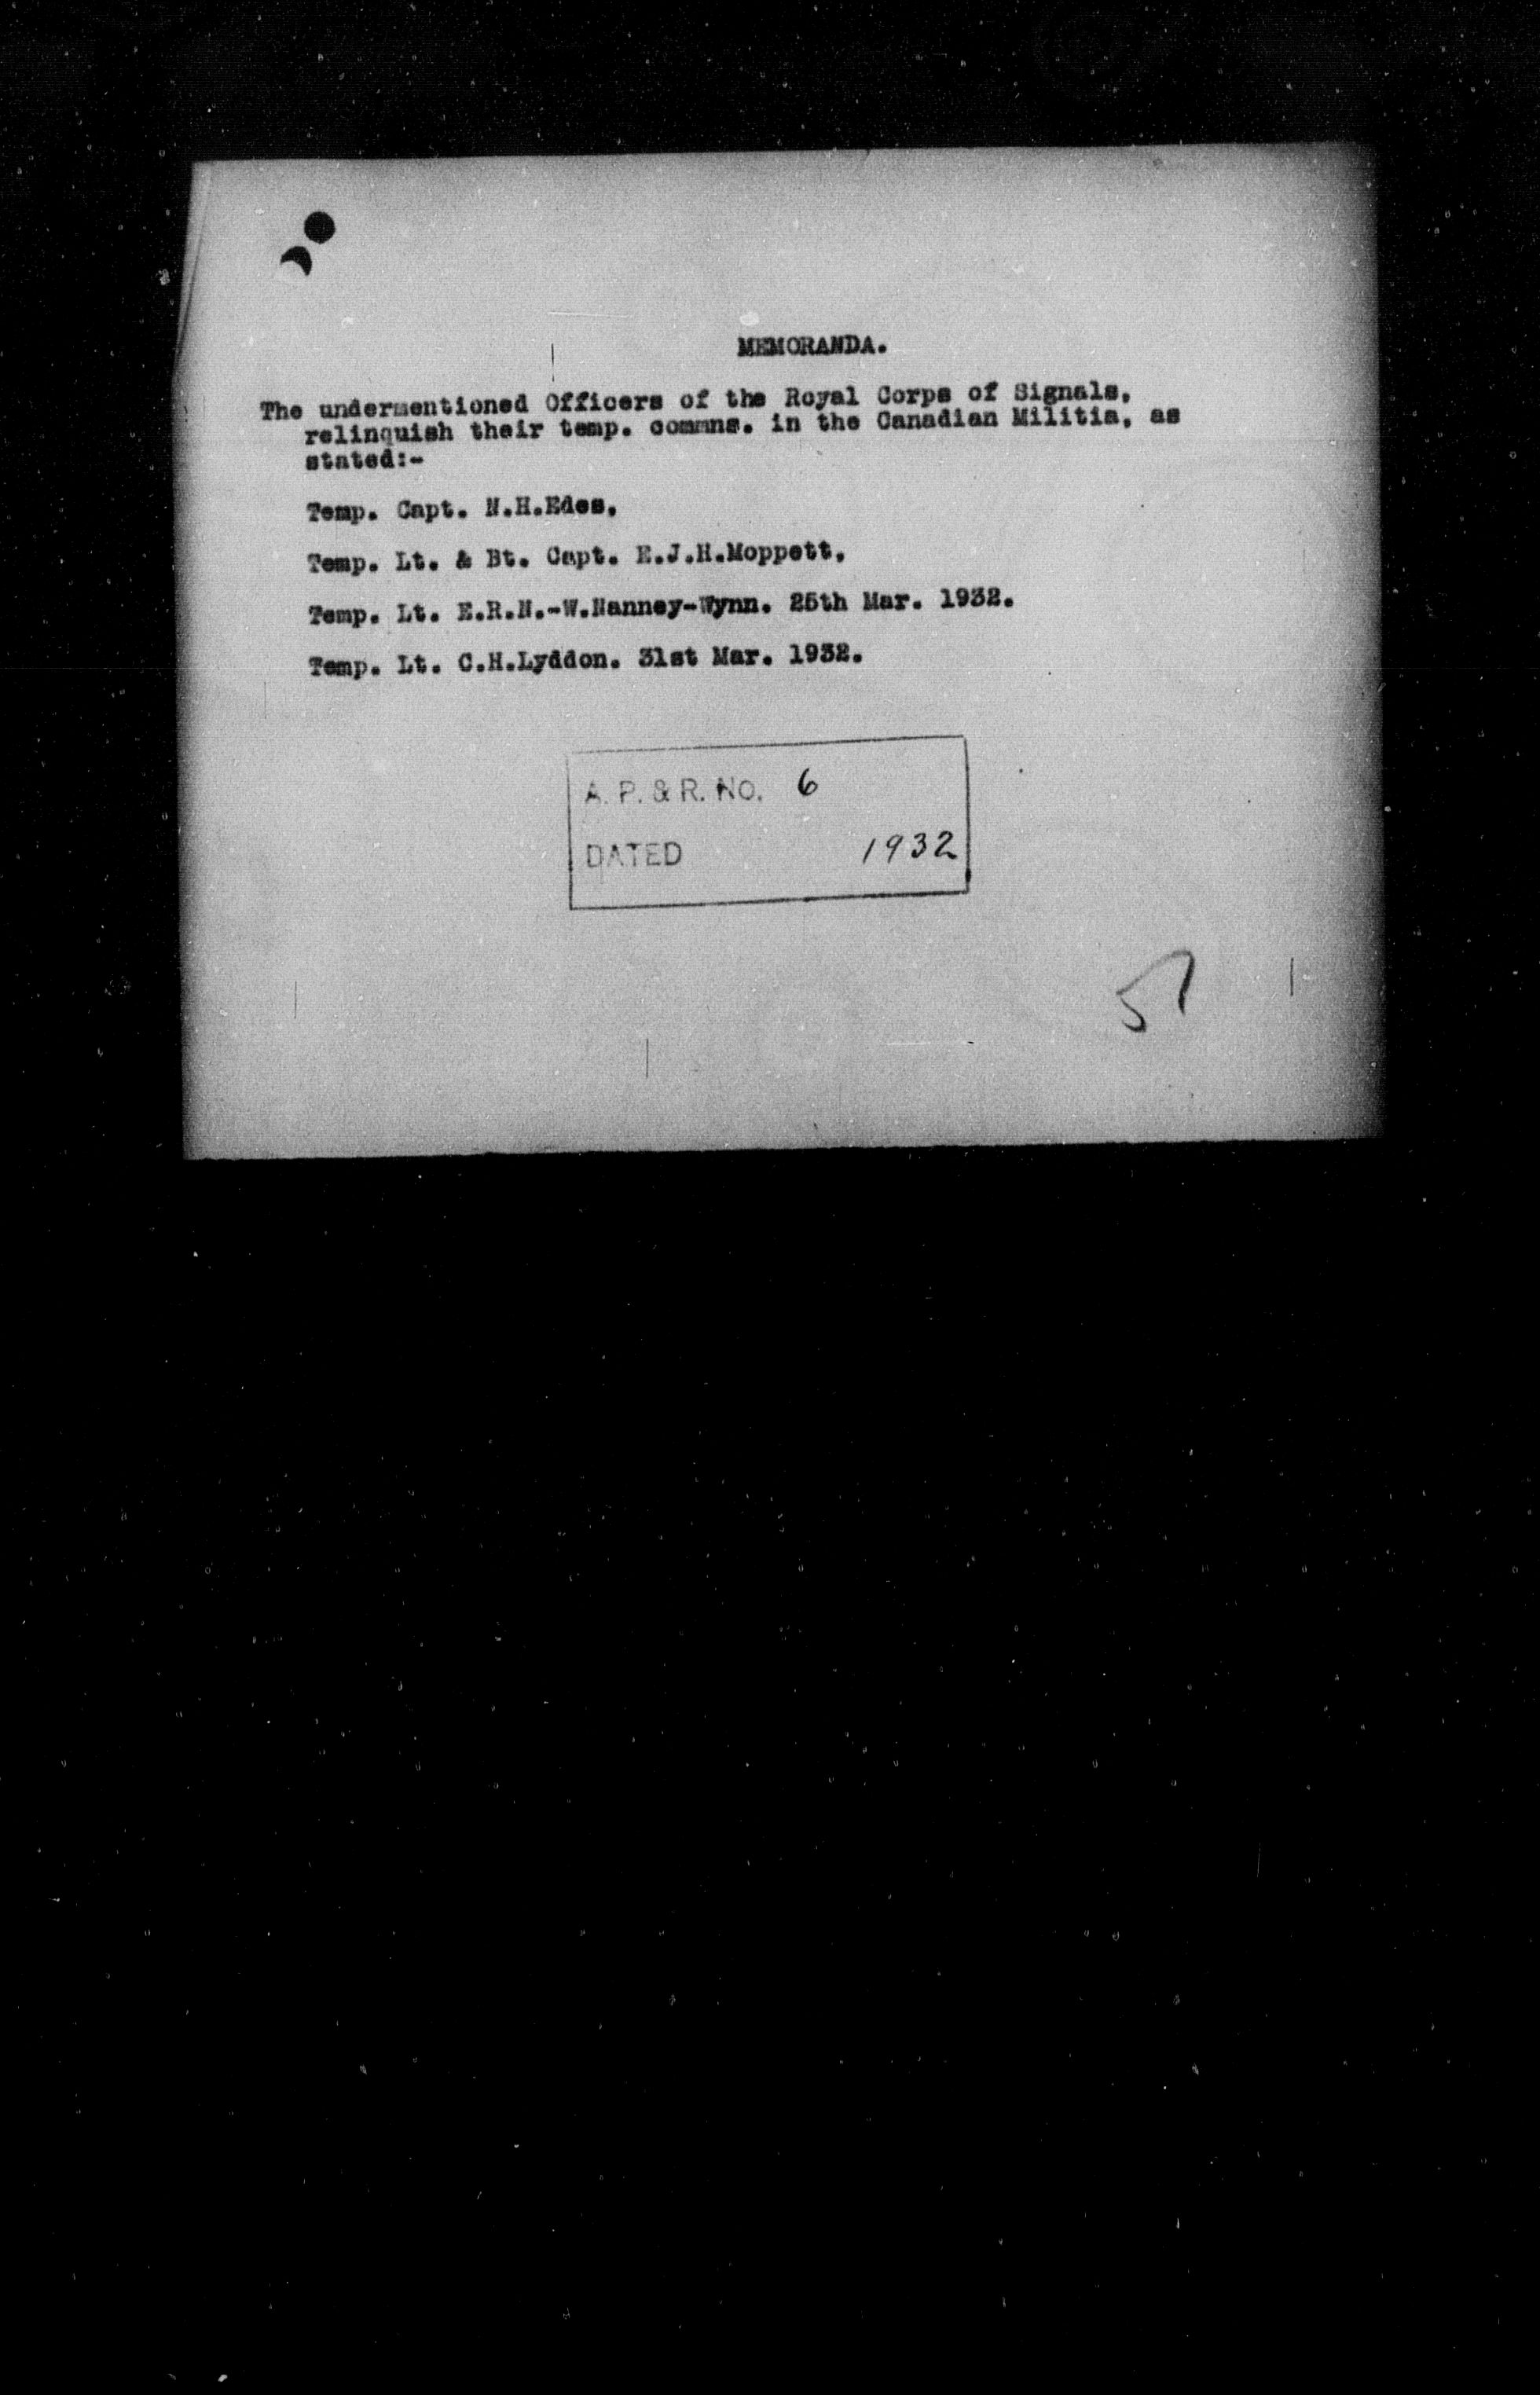 MEMORANDA.
The undermentioned Officers of the Royal Corps of Signals,
relinquish their temp. commns. in the Canadian Militia, as
stated:-
Temp. Capt. N.H.Edes,
Temp. Lt. & Bt. Capt. E.J.H.Moppett,
Temp. Lt. E.R.N.-W.Nanney-Wynn. 25th Mar. 1932.
Temp. Lt. C.H.Lyddon. 31st Mar. 1932.
A. P. & R. NO. 6
DATED 1932
57